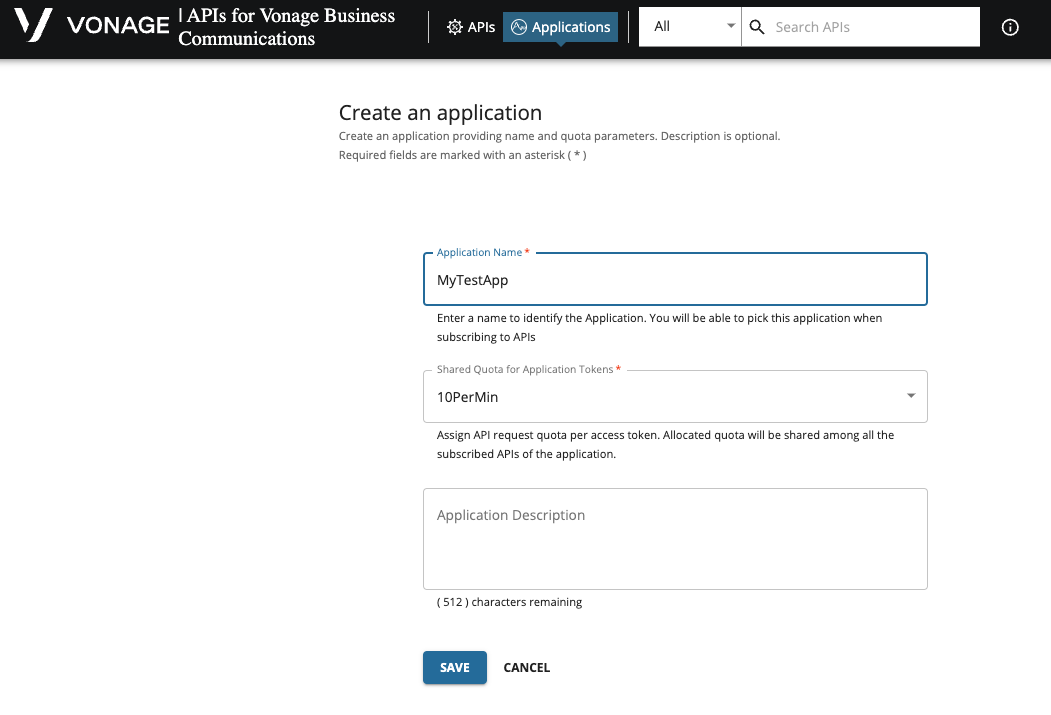 VONAGE | APIs for Vonage Business
Communications
APIs
Applications
All
Search APIs
Create an application
Create an application providing name and quota parameters. Description is optional.
Required fields are marked with an asterisk ( * )
Application Name *
MyTestApp
Enter a name to identify the Application. You will be able to pick this application when
subscribing to APIs
Shared Quota for Application Tokens *
10PerMin
Assign API request quota per access token. Allocated quota will be shared among all the
subscribed APIs of the application.
Application Description
( 512 ) characters remaining
SAVE
CANCEL